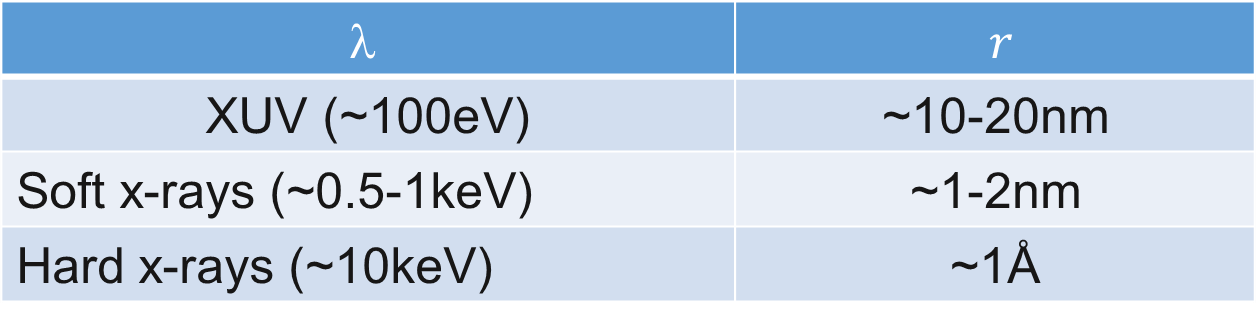 λ r
XUV (~100eV) ~10-20nm
Soft x-rays (~0.5-1keV) ~1-2nm
Hard x-rays (~10keV) ~1Å